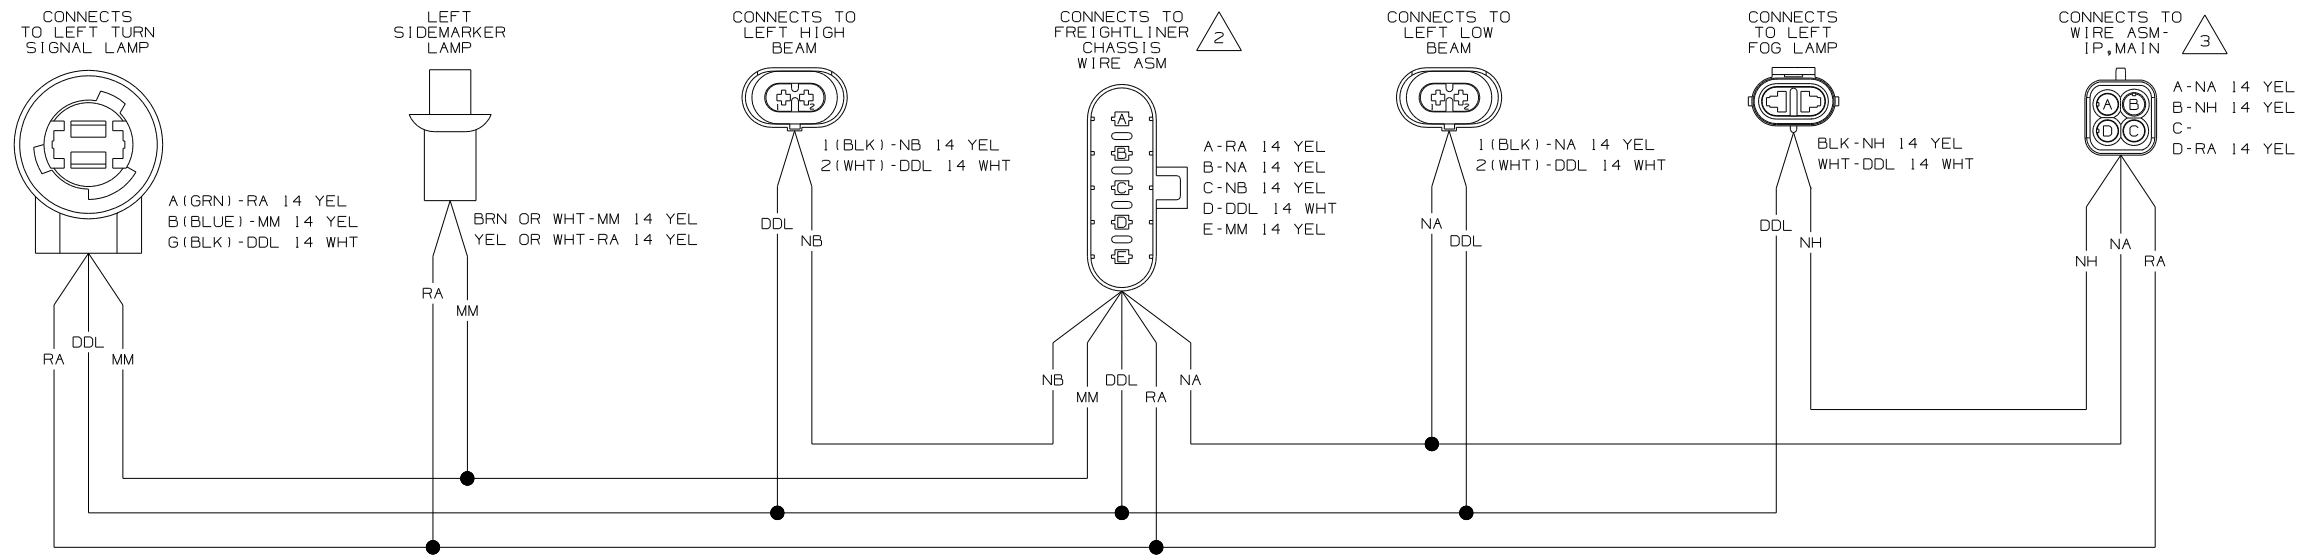 CONNECTS
TO LEFT TURN
SIGNAL LAMP
LEFT
SIDEMARKER
LAMP
CONNECTS TO
LEFT HIGH
BEAM
CONNECTS TO
FREIGHTLINER
CHASSIS
WIRE ASM
2
CONNECTS TO
LEFT LOW
BEAM
CONNECTS
TO LEFT
FOG LAMP
CONNECTS TO
WIRE ASM-
IP,MAIN
3
A(GRN)-RA 14 YEL
B(BLUE)-MM 14 YEL
G(BLK)-DDL 14 WHT
BRN OR WHT-MM 14 YEL
YEL OR WHT-RA 14 YEL
1 2
1(BLK)-NB 14 YEL
2(WHT)-DDL 14 WHT
A
B
C
D
E
A-RA 14 YEL
B-NA 14 YEL
C-NB 14 YEL
D-DDL 14 WHT
E-MM 14 YEL
1 2
1(BLK)-NA 14 YEL
2(WHT)-DDL 14 WHT
BLK-NH 14 YEL
WHT-DDL 14 WHT
A B
D C
A-NA 14 YEL
B-NH 14 YEL
C-
D-RA 14 YEL
RA
DDL
MM
RA
MM
DDL
NB
NB
MM
DDL
RA
NA
NA
DDL
DDL
NH
NH
NA
RA